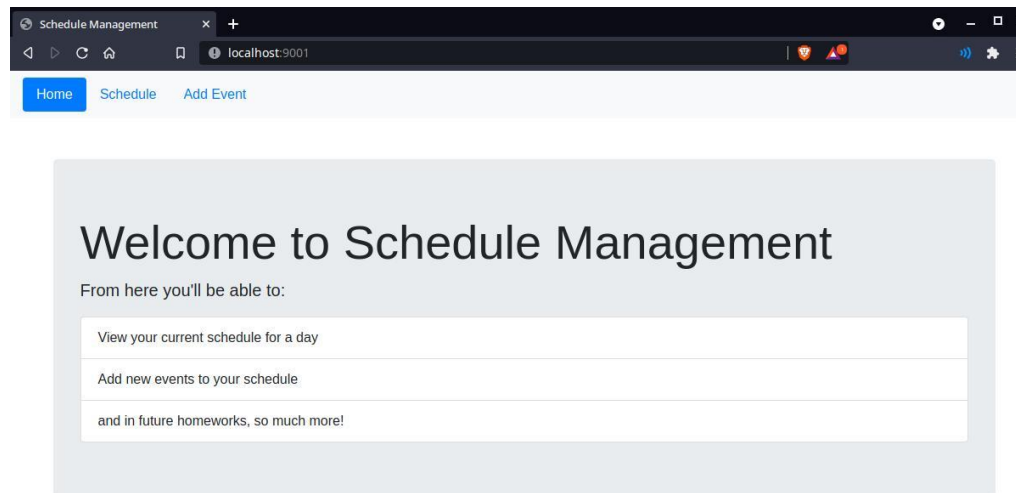 Schedule Management
localhost:9001
Home Schedule Add Event
Welcome to Schedule Management
From here you'll be able to:
View your current schedule for a day
Add new events to your schedule
and in future homeworks, so much more!